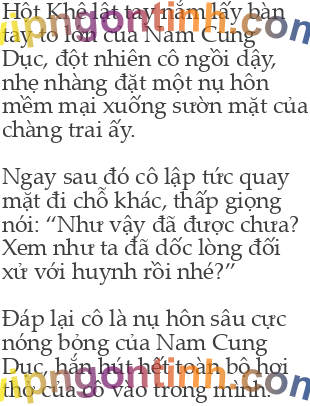 Hột Khê lật tay nắm lấy bàn
tay to lớn của Nam Cung
Dục, đột nhiên cô ngồi dậy,
nhẹ nhàng đặt một nụ hôn
mềm mại xuống sườn mặt của
chàng trai ấy.
Ngay sau đó cô lập tức quay
mặt đi chỗ khác, thấp giọng
nói: “Như vậy đã được chưa?
Xem như ta đã dốc lòng đối
xử với huynh rồi nhé?”
Đáp lại cô là nụ hôn sâu cực
nóng bỏng của Nam Cung
Dục, hắn hút hết toàn bộ hơi
thở của cô vào trong mình.
vipngontinh.com
vipngontinh.com